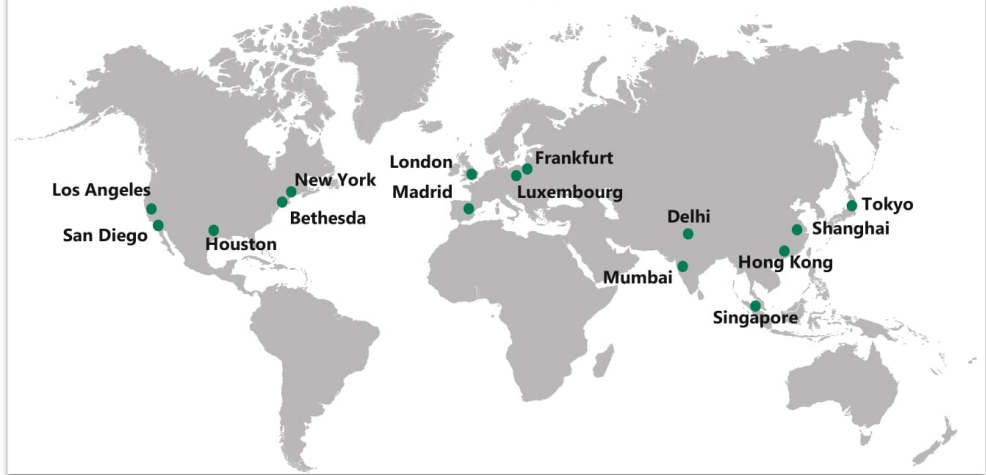 London
Frankfurt
New York
Madrid
Luxembourg
Los Angeles
Bethesda
Delhi
Tokyo
San Diego
Houston
Shanghai
Hong Kong
Mumbai
Singapore